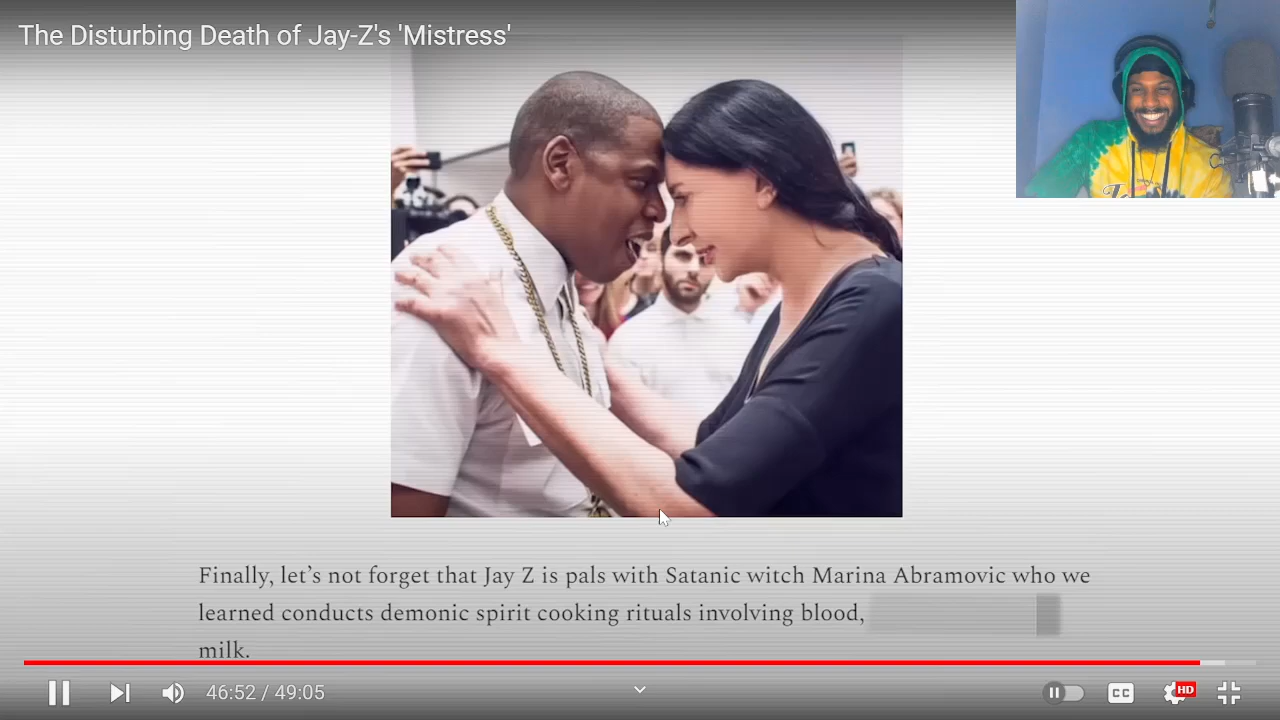 The Disturbing Death of Jay-Z's 'Mistress'
Finally, let’s not forget that Jay Z is pals with Satanic witch Marina Abramovic who we
learned conducts demonic spirit cooking rituals involving blood,
milk.
46:52 / 49:05
CC
HD